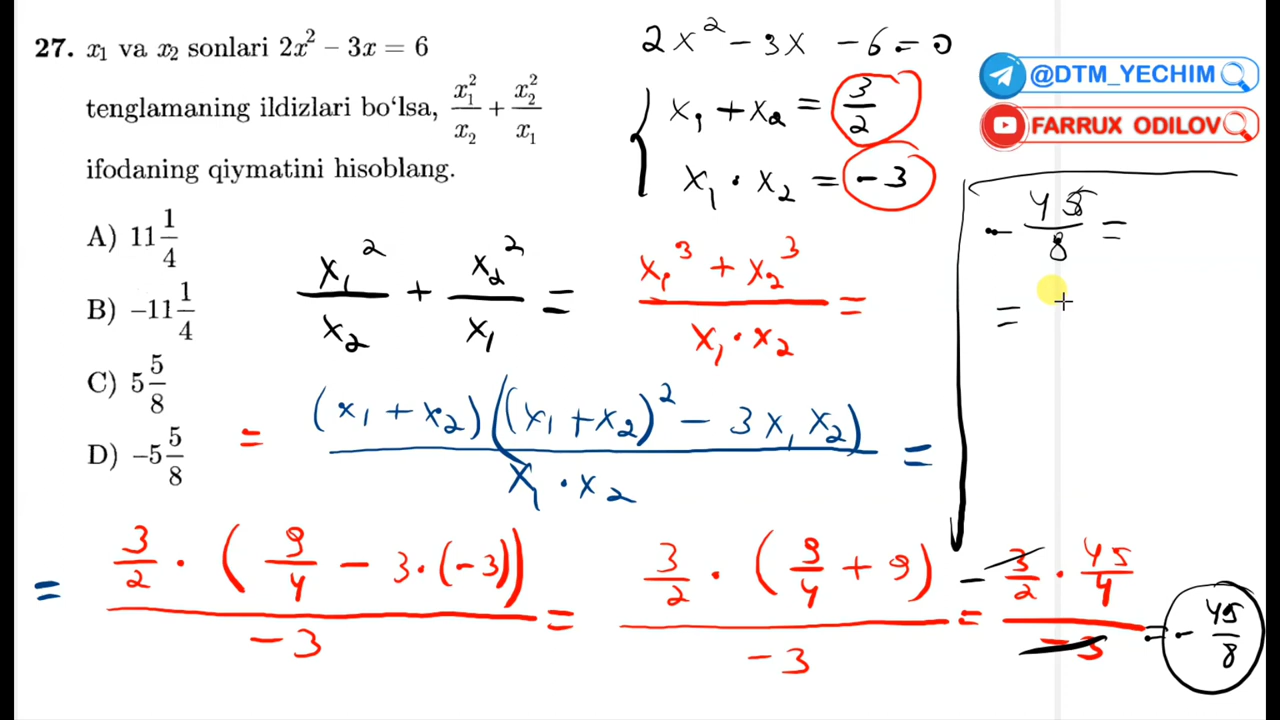 27. x₁ va x₂ sonlari 2x² − 3x = 6
tenglamaning ildizlari bo‘lsa, x₁²/x₂ + x₂²/x₁
ifodaning qiymatini hisoblang.
A) 11 1/4
B) −11 1/4
C) 5 5/8
D) −5 5/8
2x² − 3x − 6 = 0
{ x₁ + x₂ = 3/2
x₁ · x₂ = −3
@DTM_YECHIM
FARRUX ODILOV
x₁²/x₂ + x₂²/x₁ = (x₁³ + x₂³)/(x₁ · x₂) =
= (x₁ + x₂)((x₁ + x₂)² − 3x₁x₂)/(x₁ · x₂) =
= 3/2 · (9/4 − 3 · (−3))/−3 = 3/2 · (9/4 + 9)/−3 = − 3/2 · 45/4/−3 = − 45/8
− 45/8 =
=